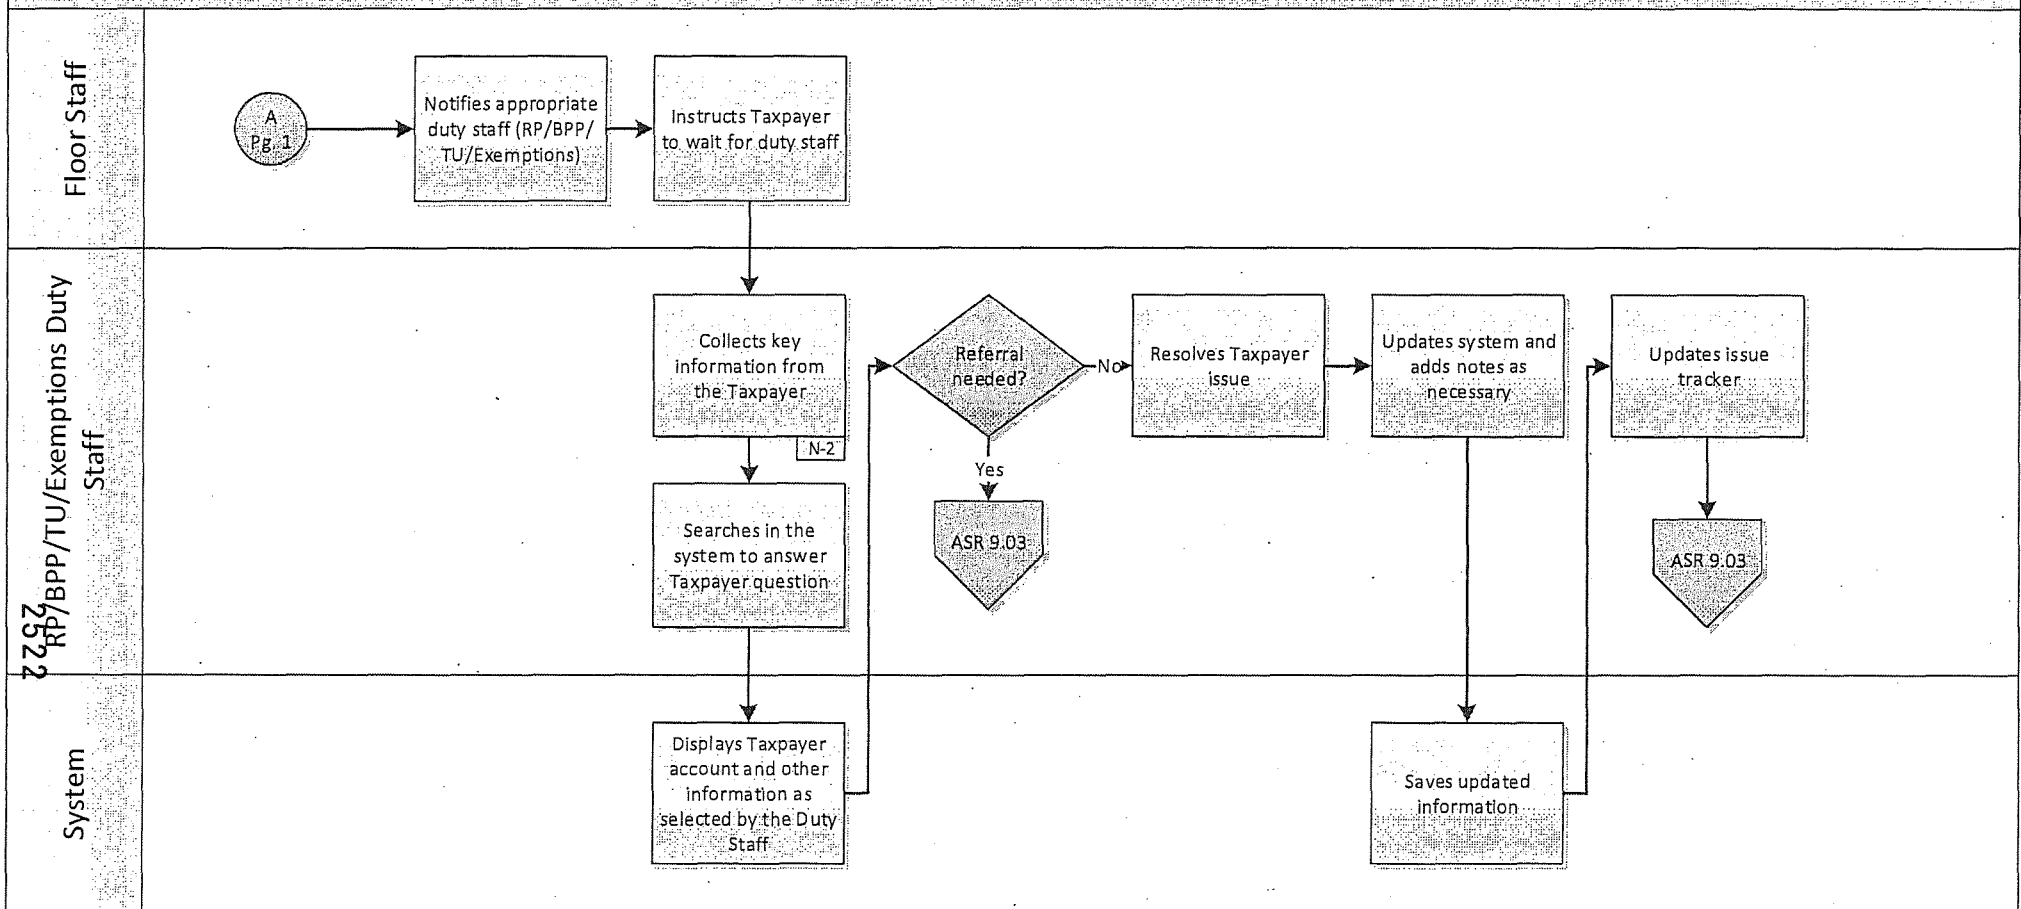 Floor Staff
A
Pg. 1
Notifies appropriate
duty staff (RP/BPP/
TU/Exemptions)
Instructs Taxpayer
to wait for duty staff
RP/BPP/TU/Exemptions Duty
Staff
2522
Collects key
information from
the Taxpayer
N-2
Searches in the
system to answer
Taxpayer question
Referral
needed?
No
Yes
ASR 9.03
Resolves Taxpayer
issue
Updates system and
adds notes as
necessary
Updates issue
tracker
ASR 9.03
System
Displays Taxpayer
account and other
information as
selected by the Duty
Staff
Saves updated
information